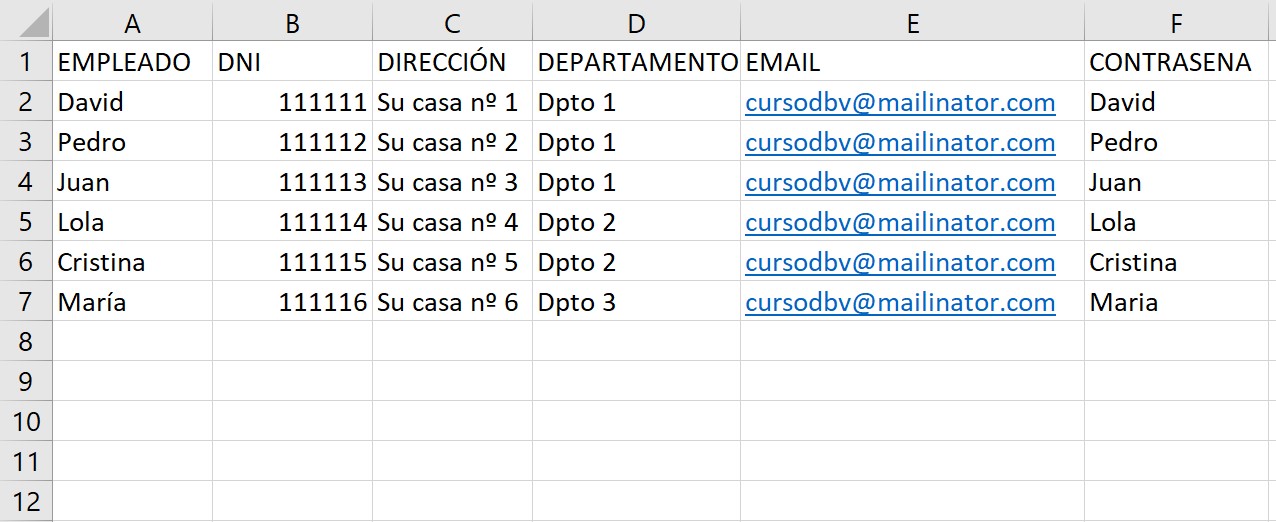 A B C D E F
1 EMPLEADO DNI DIRECCIÓN DEPARTAMENTO EMAIL CONTRASENA
2 David 111111 Su casa nº 1 Dpto 1 cursodbv@mailinator.com David
3 Pedro 111112 Su casa nº 2 Dpto 1 cursodbv@mailinator.com Pedro
4 Juan 111113 Su casa nº 3 Dpto 1 cursodbv@mailinator.com Juan
5 Lola 111114 Su casa nº 4 Dpto 2 cursodbv@mailinator.com Lola
6 Cristina 111115 Su casa nº 5 Dpto 2 cursodbv@mailinator.com Cristina
7 María 111116 Su casa nº 6 Dpto 3 cursodbv@mailinator.com Maria
8
9
10
11
12